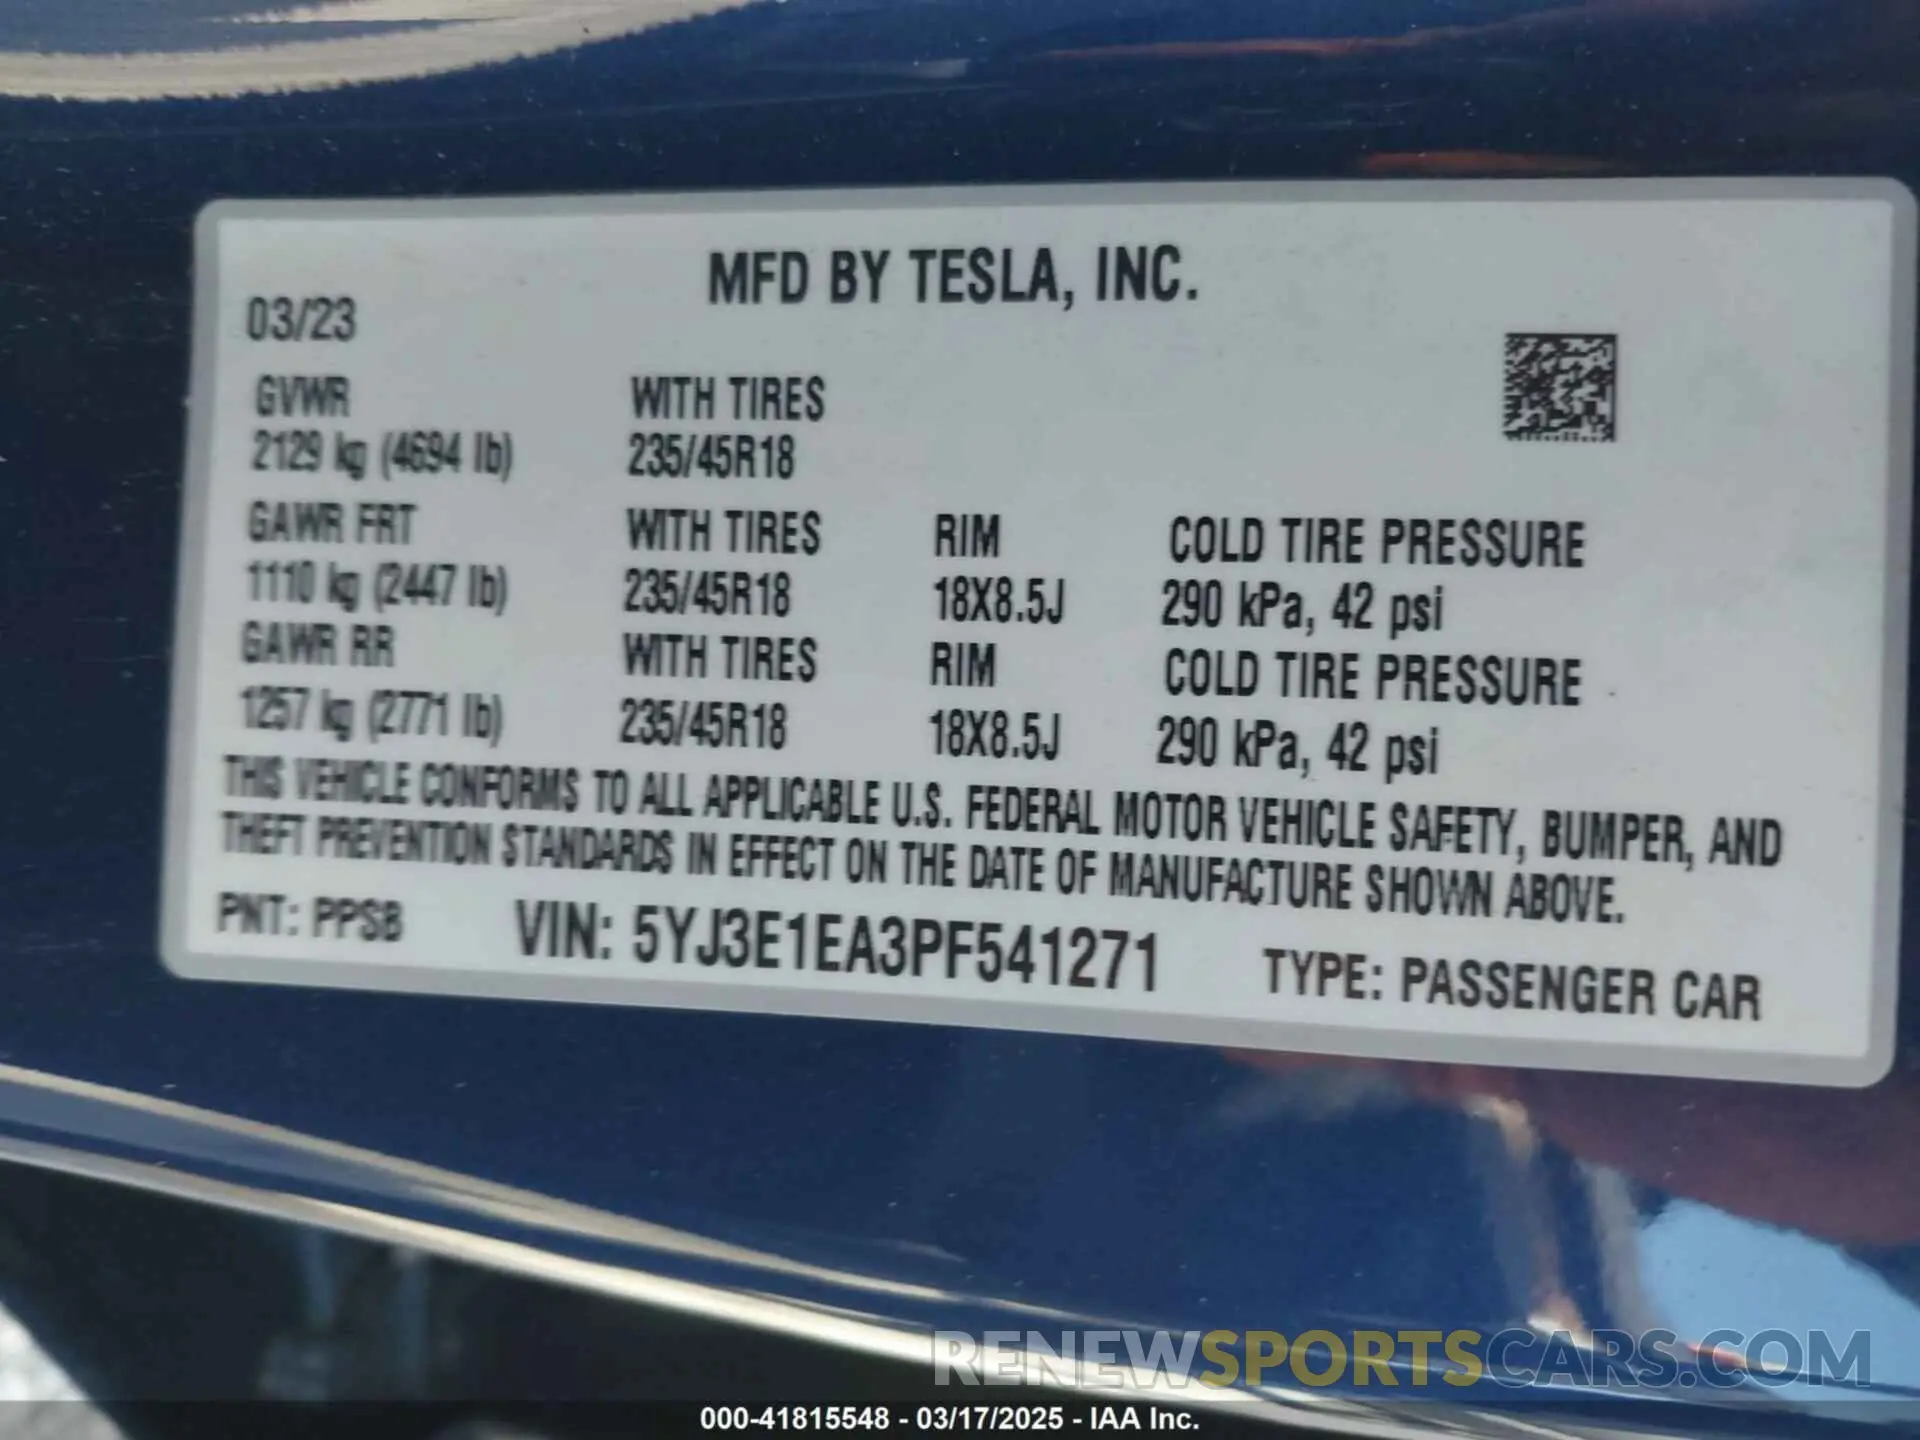 MFD BY TESLA, INC.
03/23
GVWR WITH TIRES
2129 kg (4694 lb) 235/45R18
GAWR FRT WITH TIRES RIM COLD TIRE PRESSURE
1110 kg (2447 lb) 235/45R18 18X8.5J 290 kPa, 42 psi
GAWR RR WITH TIRES RIM COLD TIRE PRESSURE
1257 kg (2771 lb) 235/45R18 18X8.5J 290 kPa, 42 psi
THIS VEHICLE CONFORMS TO ALL APPLICABLE U.S. FEDERAL MOTOR VEHICLE SAFETY, BUMPER, AND
THEFT PREVENTION STANDARDS IN EFFECT ON THE DATE OF MANUFACTURE SHOWN ABOVE.
PNT: PPSB VIN: 5YJ3E1EA3PF541271 TYPE: PASSENGER CAR
RENEWSPORTSCARS.COM
000-41815548 - 03/17/2025 - IAA Inc.